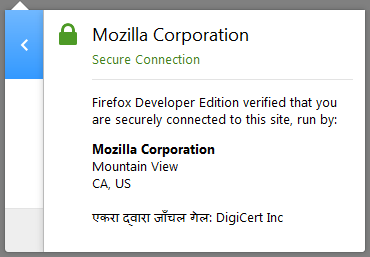 Mozilla Corporation
Secure Connection
Firefox Developer Edition verified that you
are securely connected to this site, run by:
Mozilla Corporation
Mountain View
CA, US
एकरा द्वारा जाँचल गेल: DigiCert Inc